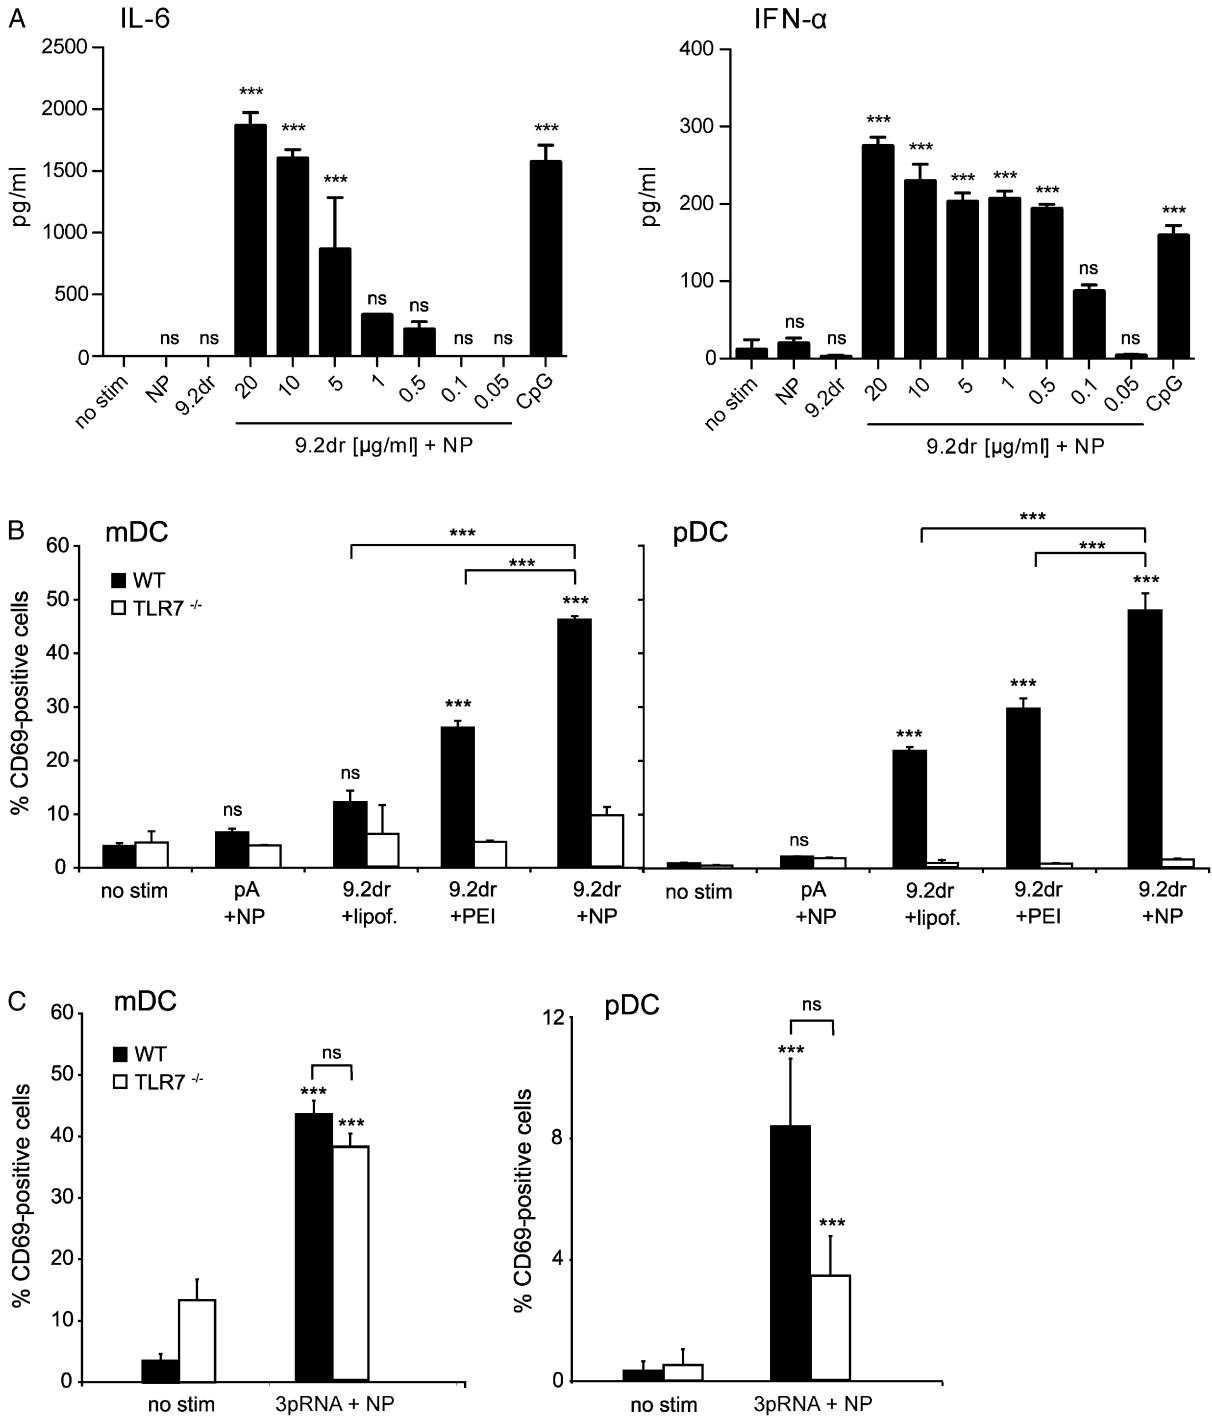 A IL-6 IFN-α
2500
2000
1500
1000
500
0
pg/ml
*** *** *** ***
ns ns ns ns ns ns
no stim NP 9.2dr 20 10 5 1 0.5 0.1 0.05 CpG
9.2dr [µg/ml] + NP
400
300
200
100
0
pg/ml
*** *** *** *** *** ***
ns ns ns ns
no stim NP 9.2dr 20 10 5 1 0.5 0.1 0.05 CpG
9.2dr [µg/ml] + NP
B mDC pDC
60
50
40
30
20
10
0
% CD69-positive cells
WT
TLR7 -/-
***
***
ns ns *** ***
no stim pA 9.2dr 9.2dr 9.2dr
+NP +lipof. +PEI +NP
***
***
ns *** *** ***
no stim pA 9.2dr 9.2dr 9.2dr
+NP +lipof. +PEI +NP
C mDC pDC
60
50
40
30
20
10
0
% CD69-positive cells
WT
TLR7 -/-
ns
*** ***
no stim 3pRNA + NP
12
8
4
0
% CD69-positive cells
ns
*** ***
no stim 3pRNA + NP